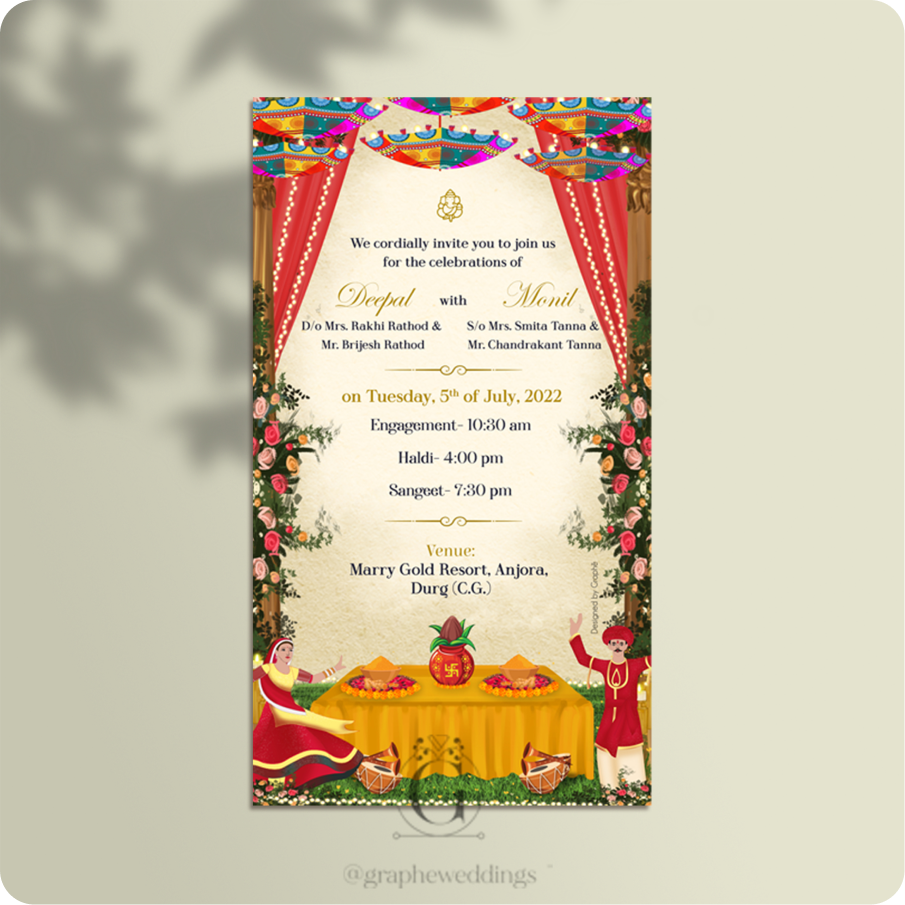 We cordially invite you to join us
for the celebrations of
Deepal with Monil
D/o Mrs. Rakhi Rathod & S/o Mrs. Smita Tanna &
Mr. Brijesh Rathod Mr. Chandrakant Tanna
on Tuesday, 5th of July, 2022
Engagement- 10:30 am
Haldi- 4:00 pm
Sangeet- 7:30 pm
Venue:
Marry Gold Resort, Anjora,
Durg (C.G.)
Designed by Graphē
G
@grapheweddings